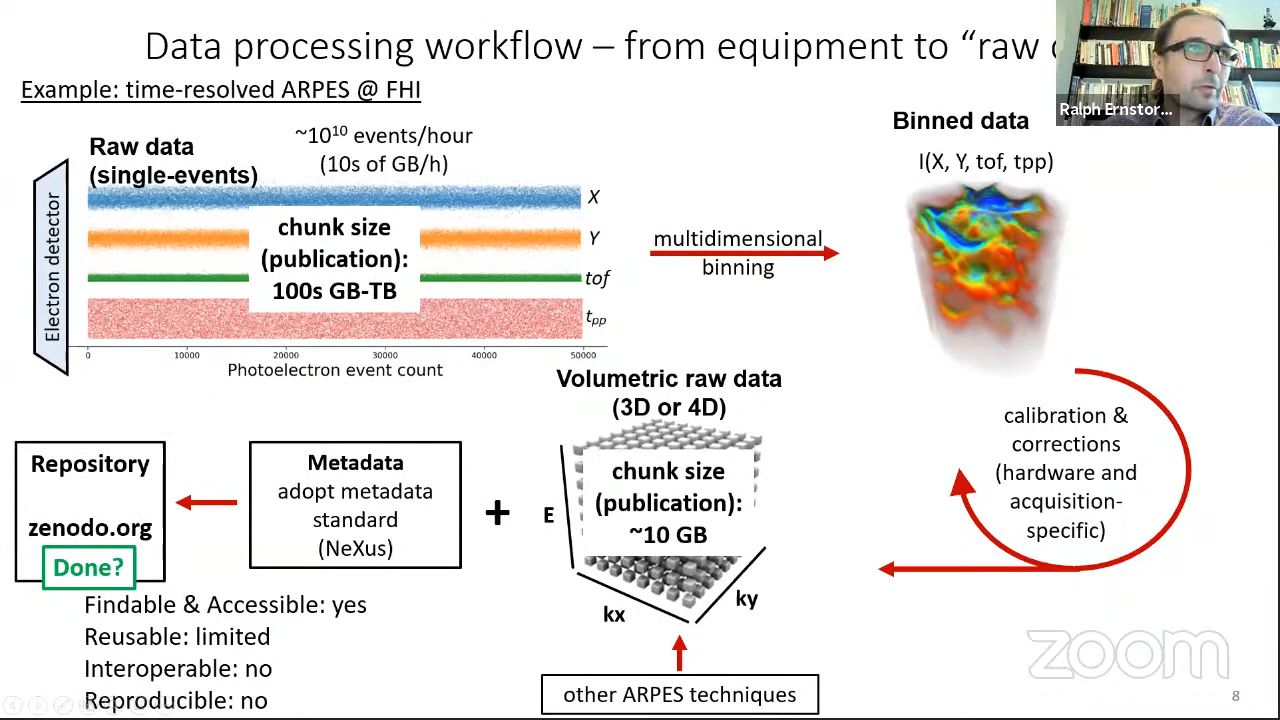 Data processing workflow – from equipment to “raw
Example: time-resolved ARPES @ FHI
Ralph Ernstor...
Raw data
(single-events)
~10¹⁰ events/hour
(10s of GB/h)
Electron detector
X
Y
tof
tpp
chunk size
(publication):
100s GB-TB
0 10000 20000 30000 40000 50000
Photoelectron event count
multidimensional
binning
Binned data
I(X, Y, tof, tpp)
calibration &
corrections
(hardware and
acquisition-
specific)
Volumetric raw data
(3D or 4D)
chunk size
(publication):
~10 GB
E
kx
ky
other ARPES techniques
+
Metadata
adopt metadata
standard
(NeXus)
Repository
zenodo.org
Done?
Findable & Accessible: yes
Reusable: limited
Interoperable: no
Reproducible: no
zoom
8